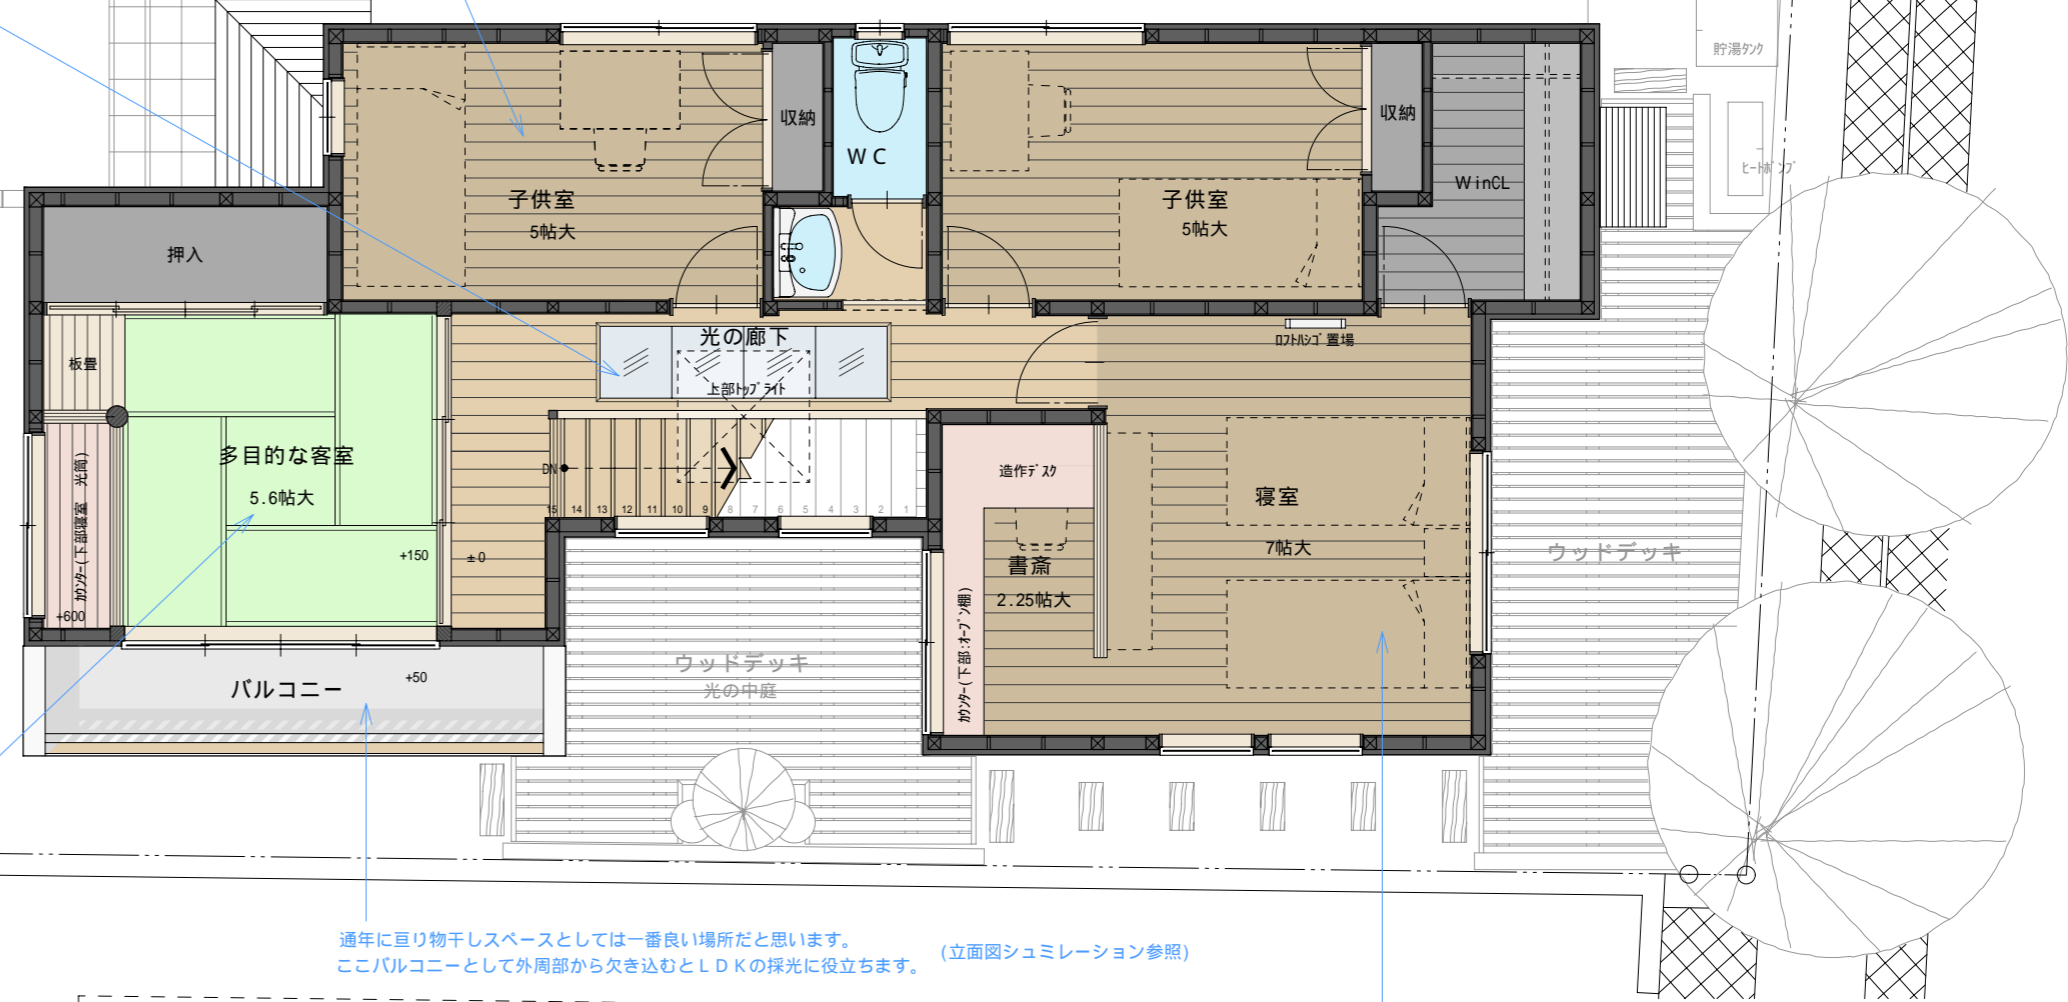 貯湯タンク
ヒートポンプ
収納
WC
収納
WinCL
子供室
5帖大
子供室
5帖大
押入
光の廊下
ロフトハシゴ置場
板畳
上部トップライト
多目的な客室
5.6帖大
カウンター(下部寝室 光筒)
+150
±0
+600
DN
15 14 13 12 11 10 9 8 7 6 5 4 3 2 1
造作デスク
寝室
7帖大
書斎
2.25帖大
カウンター(下部:オープン棚)
ウッドデッキ
ウッドデッキ
光の中庭
バルコニー
+50
通年に亘り物干しスペースとしては一番良い場所だと思います。
ここバルコニーとして外周部から欠き込むとLDKの採光に役立ちます。
(立面図シュミレーション参照)